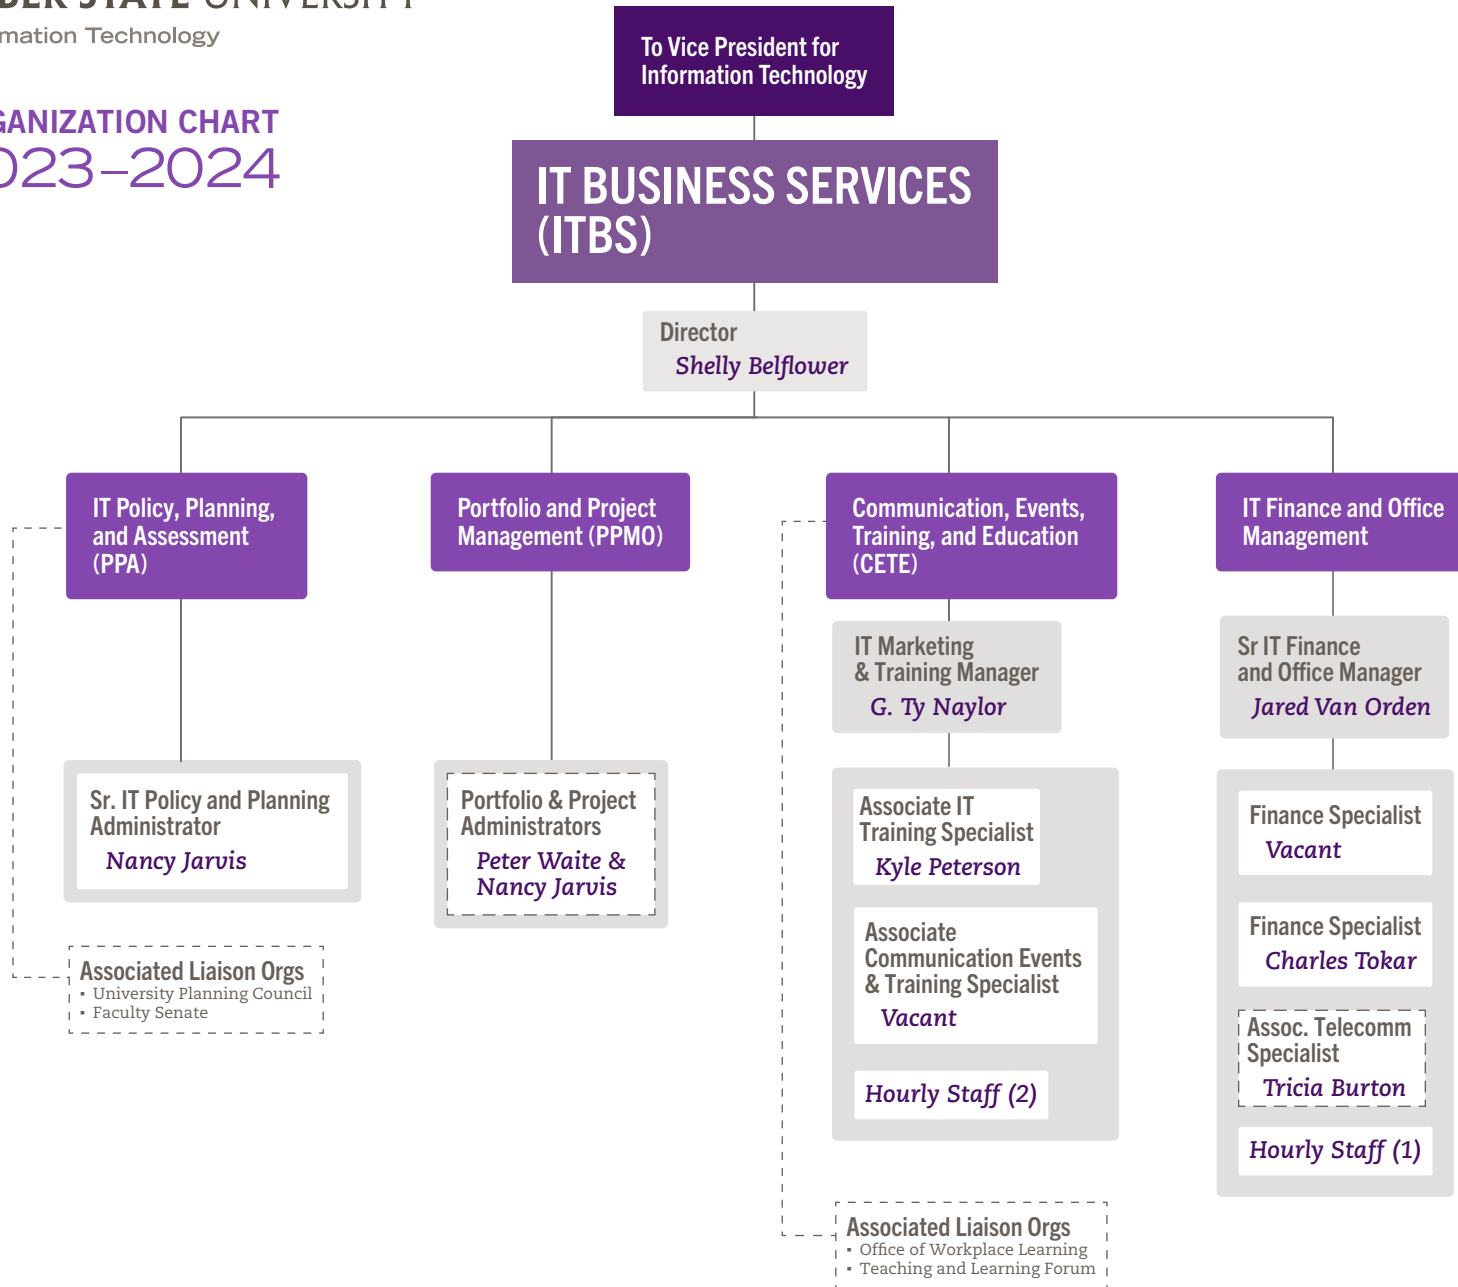 STATE UNIVERSITY
Technology
CHART
2023–2024
To Vice President for
Information Technology
IT BUSINESS SERVICES
(ITBS)
Director
Shelly Belflower
IT Policy, Planning,
and Assessment
(PPA)
Sr. IT Policy and Planning
Administrator
Nancy Jarvis
Associated Liaison Orgs
▪ University Planning Council
▪ Faculty Senate
Portfolio and Project
Management (PPMO)
Portfolio & Project
Administrators
Peter Waite &
Nancy Jarvis
Communication, Events,
Training, and Education
(CETE)
IT Marketing
& Training Manager
G. Ty Naylor
Associate IT
Training Specialist
Kyle Peterson
Associate
Communication Events
& Training Specialist
Vacant
Hourly Staff (2)
Associated Liaison Orgs
▪ Office of Workplace Learning
▪ Teaching and Learning Forum
IT Finance and Office
Management
Sr IT Finance
and Office Manager
Jared Van Orden
Finance Specialist
Vacant
Finance Specialist
Charles Tokar
Assoc. Telecomm
Specialist
Tricia Burton
Hourly Staff (1)